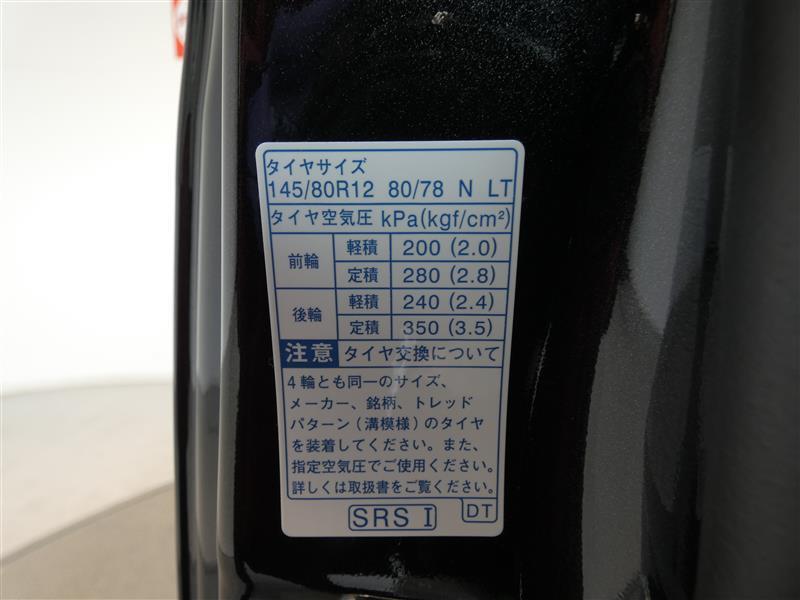 タイヤサイズ
145/80R12 80/78 N LT
タイヤ空気圧 kPa(kgf/cm²)
前輪 軽積 200 (2.0)
定積 280 (2.8)
後輪 軽積 240 (2.4)
定積 350 (3.5)
注意 タイヤ交換について
4輪とも同一のサイズ、
メーカー、銘柄、トレッド
パターン(溝模様)のタイヤ
を装着してください。また、
指定空気圧でご使用ください。
詳しくは取扱書をご覧ください。
SRS I DT